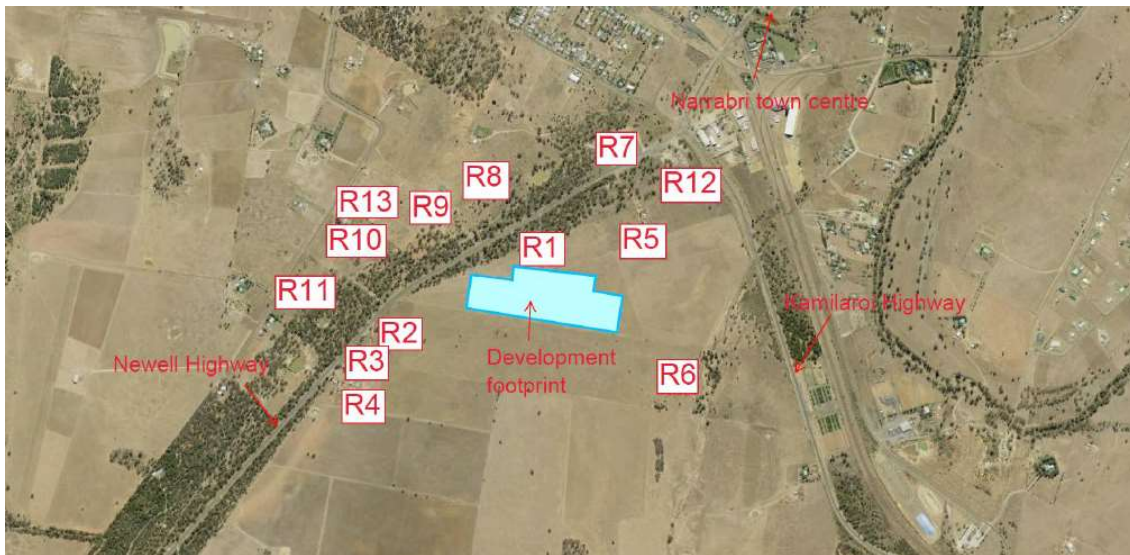 Narrabri town centre
R7
R8
R12
R13
R9
R10
R1
R5
R11
Kamilaroi Highway
R2
Newell Highway
R3
Development
footprint
R6
R4